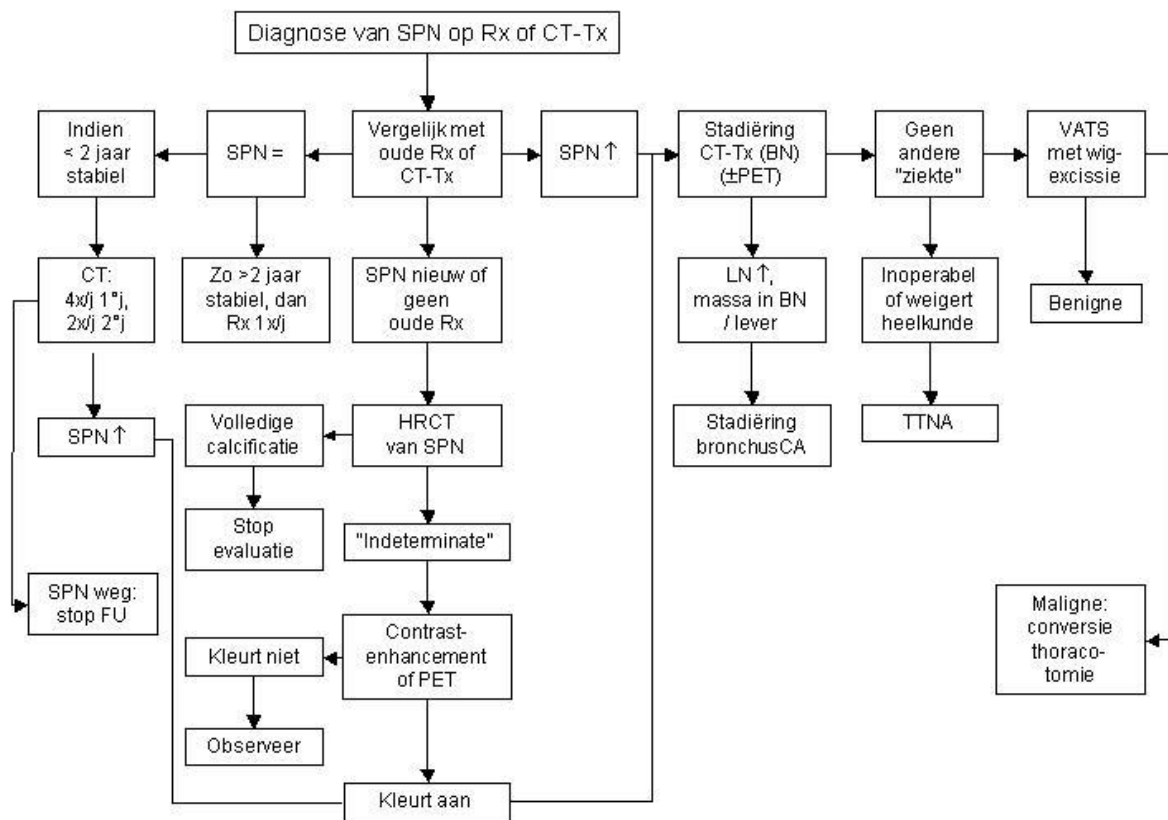 Diagnose van SPN op Rx of CT-Tx
Indien
< 2 jaar
stabiel
SPN =
Vergelijk met
oude Rx of
CT-Tx
SPN ↑
Stadiëring
CT-Tx (BN)
(±PET)
Geen
andere
"ziekte"
VATS
met wig-
excissie
CT:
4x/j 1°j,
2x/j 2°j
Zo >2 jaar
stabiel, dan
Rx 1x/j
SPN nieuw of
geen
oude Rx
LN ↑,
massa in BN
/ lever
Inoperabel
of weigert
heelkunde
Benigne
SPN ↑
Volledige
calcificatie
HRCT
van SPN
Stadiëring
bronchusCA
TTNA
Stop
evaluatie
"Indeterminate"
SPN weg:
stop FU
Contrast-
enhancement
of PET
Kleurt niet
Maligne:
conversie
thoraco-
tomie
Observeer
Kleurt aan